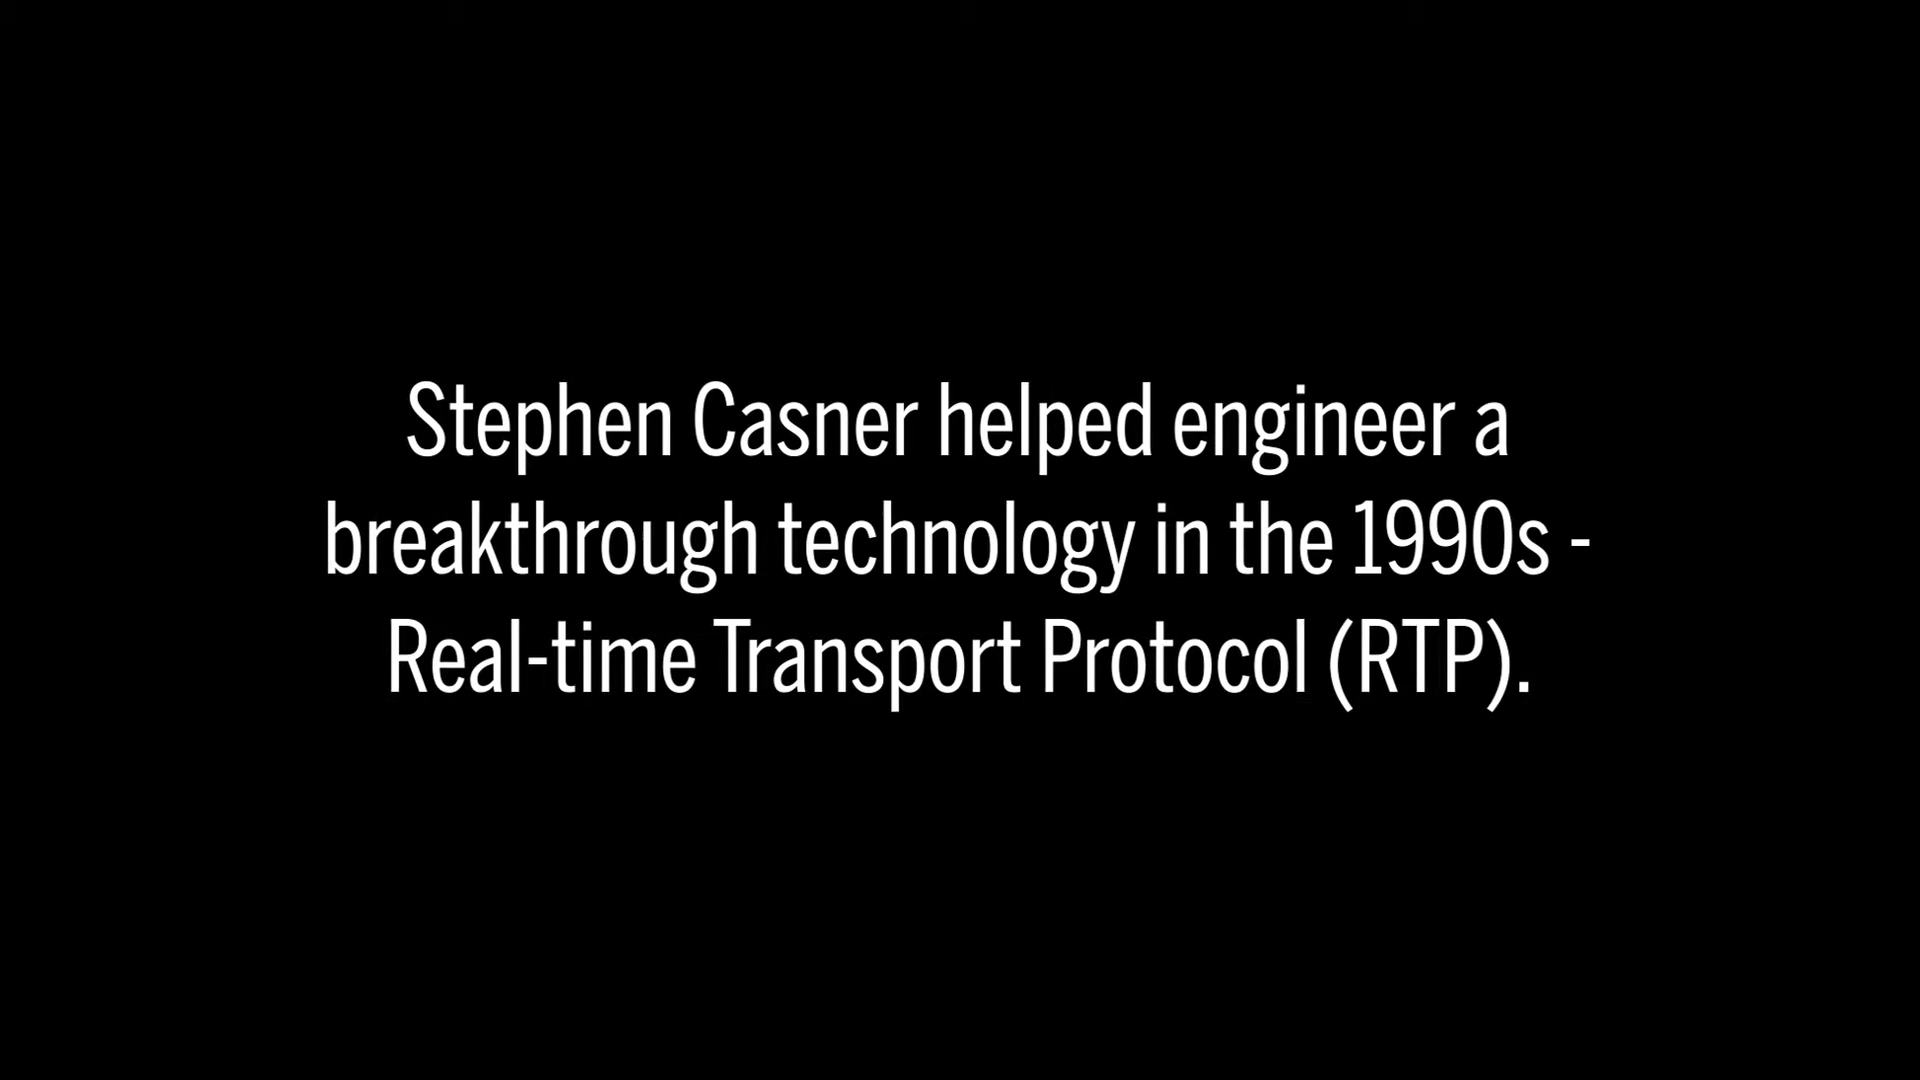 Stephen Casner helped engineer a
breakthrough technology in the 1990s -
Real-time Transport Protocol (RTP).